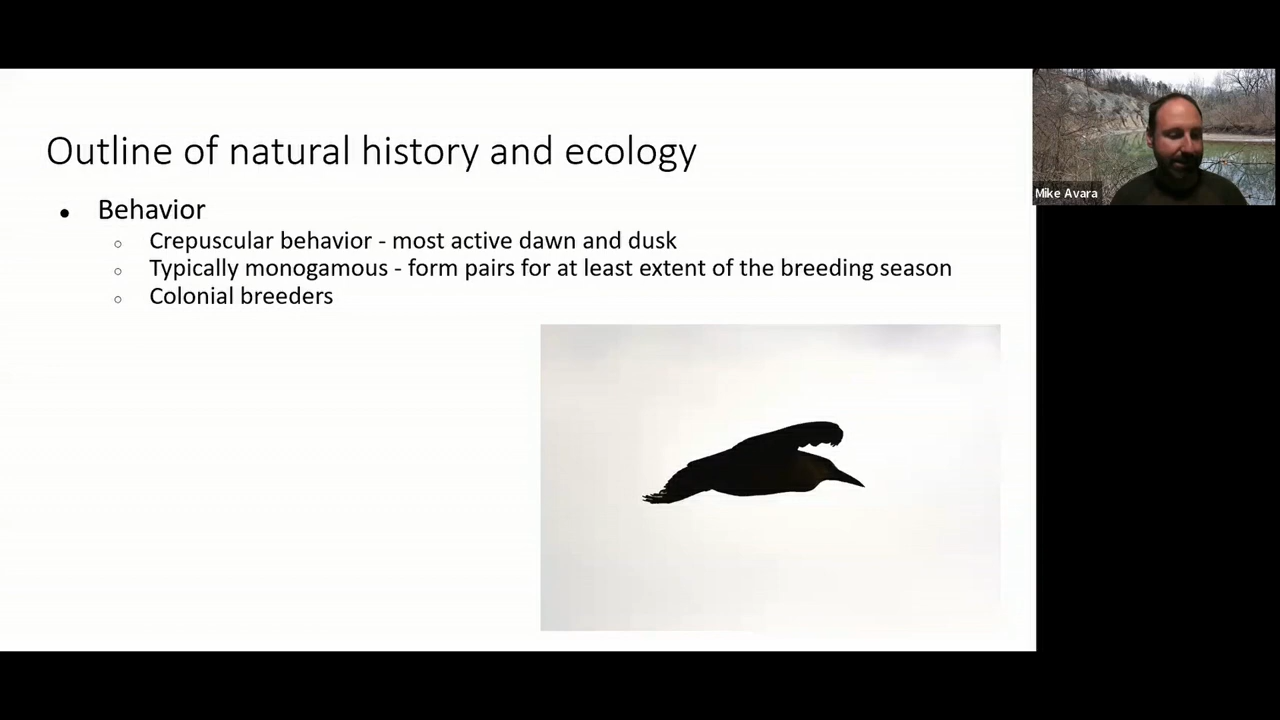 Outline of natural history and ecology
● Behavior
○ Crepuscular behavior - most active dawn and dusk
○ Typically monogamous - form pairs for at least extent of the breeding season
○ Colonial breeders
Mike Avara